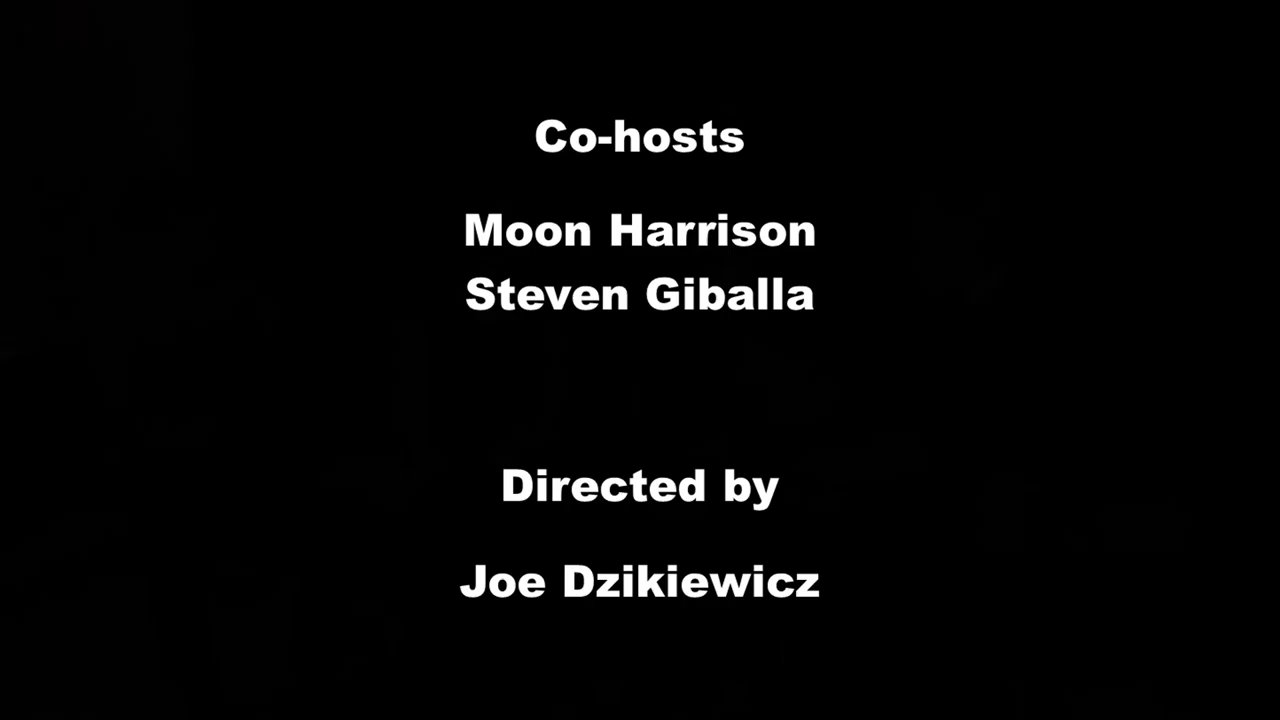 Co-hosts
Moon Harrison
Steven Giballa
Directed by
Joe Dzikiewicz